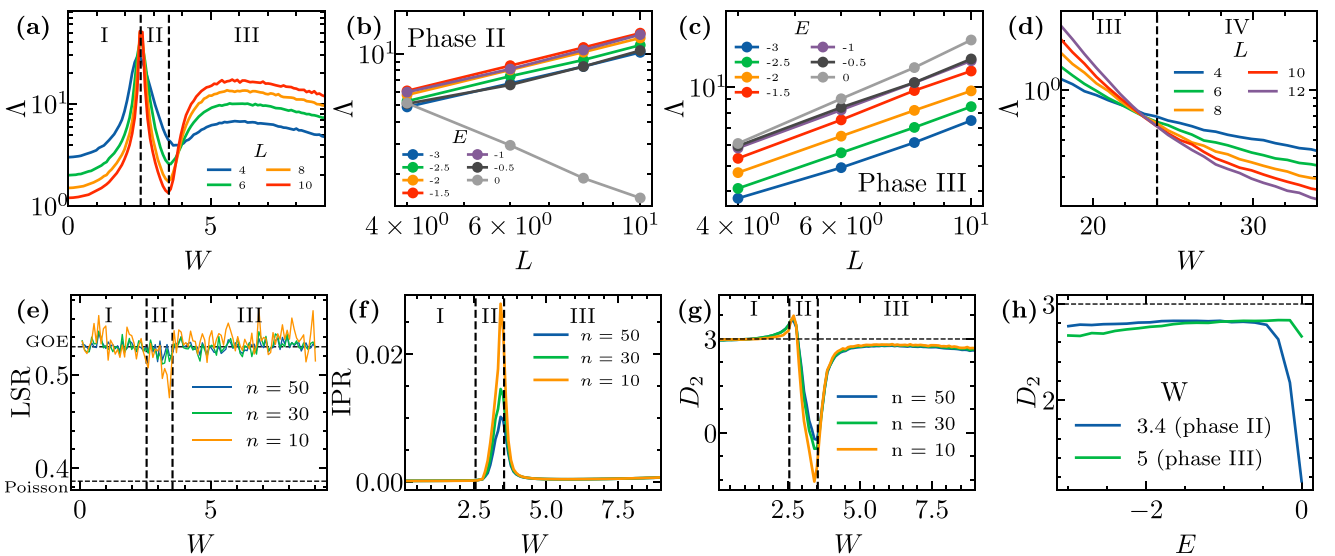 (a)
I
II
III
Λ
10^1
10^0
L
4
8
6
10
0
5
W
(b)
Phase II
Λ
10^1
E
-3
-1
-2.5
-0.5
-2
0
-1.5
4 × 10^0
6 × 10^0
10^1
L
(c)
E
-3
-1
-2.5
-0.5
-2
0
-1.5
Λ
10^1
Phase III
4 × 10^0
6 × 10^0
10^1
L
(d)
III
IV
L
4
10
6
12
8
Λ
10^0
20
30
W
(e)
I
II
III
GOE
0.5
LSR
n = 50
n = 30
n = 10
0.4
Poisson
0
5
W
(f)
I
II
III
0.02
IPR
n = 50
n = 30
n = 10
0.00
2.5
5.0
7.5
W
(g)
I
II
III
3
D_2
n = 50
n = 30
n = 10
0
2.5
5.0
7.5
W
(h)
3
D_2
2
W
3.4 (phase II)
5 (phase III)
−2
0
E